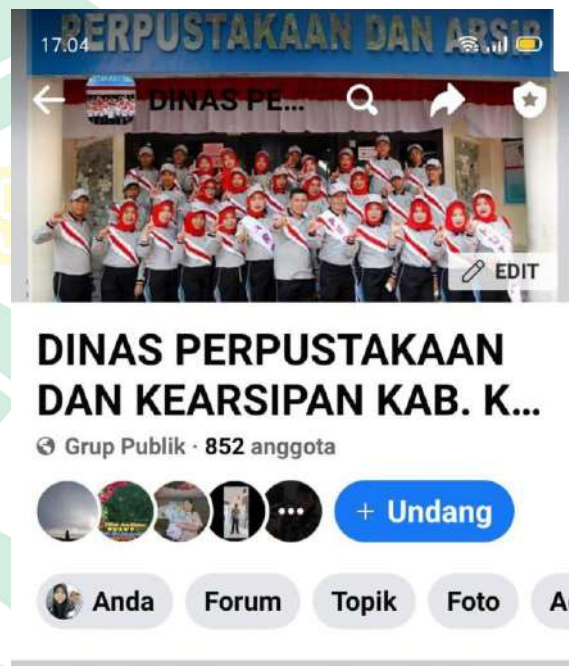 PERPUSTAKAAN DAN ARSIP
17.04
DINAS PE...
EDIT
DINAS PERPUSTAKAAN
DAN KEARSIPAN KAB. K...
Grup Publik · 852 anggota
+ Undang
Anda Forum Topik Foto